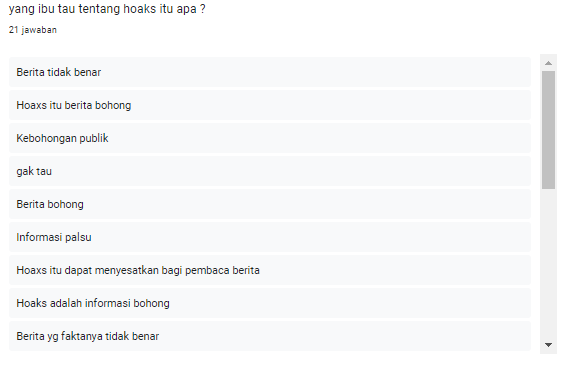 yang ibu tau tentang hoaks itu apa ?
21 jawaban
Berita tidak benar
Hoaxs itu berita bohong
Kebohongan publik
gak tau
Berita bohong
Informasi palsu
Hoaxs itu dapat menyesatkan bagi pembaca berita
Hoaks adalah informasi bohong
Berita yg faktanya tidak benar